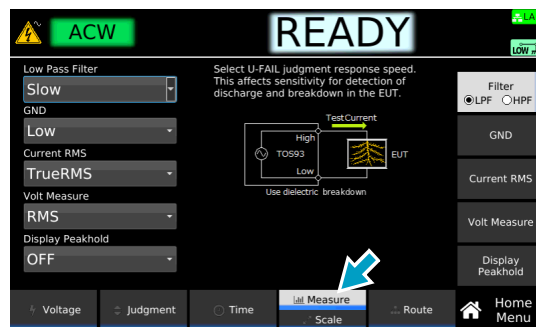 ACW
READY
LA
LOW
Low Pass Filter
Slow
GND
Low
Current RMS
TrueRMS
Volt Measure
RMS
Display Peakhold
OFF
Select U-FAIL judgment response speed.
This affects sensitivity for detection of
discharge and breakdown in the EUT.
TestCurrent
High
TOS93
EUT
Low
Use dielectric breakdown
Filter
LPF HPF
GND
Current RMS
Volt Measure
Display
Peakhold
Voltage
Judgment
Time
Measure
Scale
Route
Home
Menu